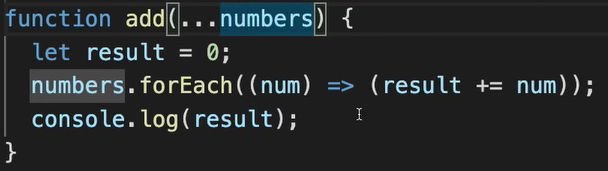 function add(...numbers) {
  let result = 0;
  numbers.forEach((num) => (result += num));
  console.log(result);
}